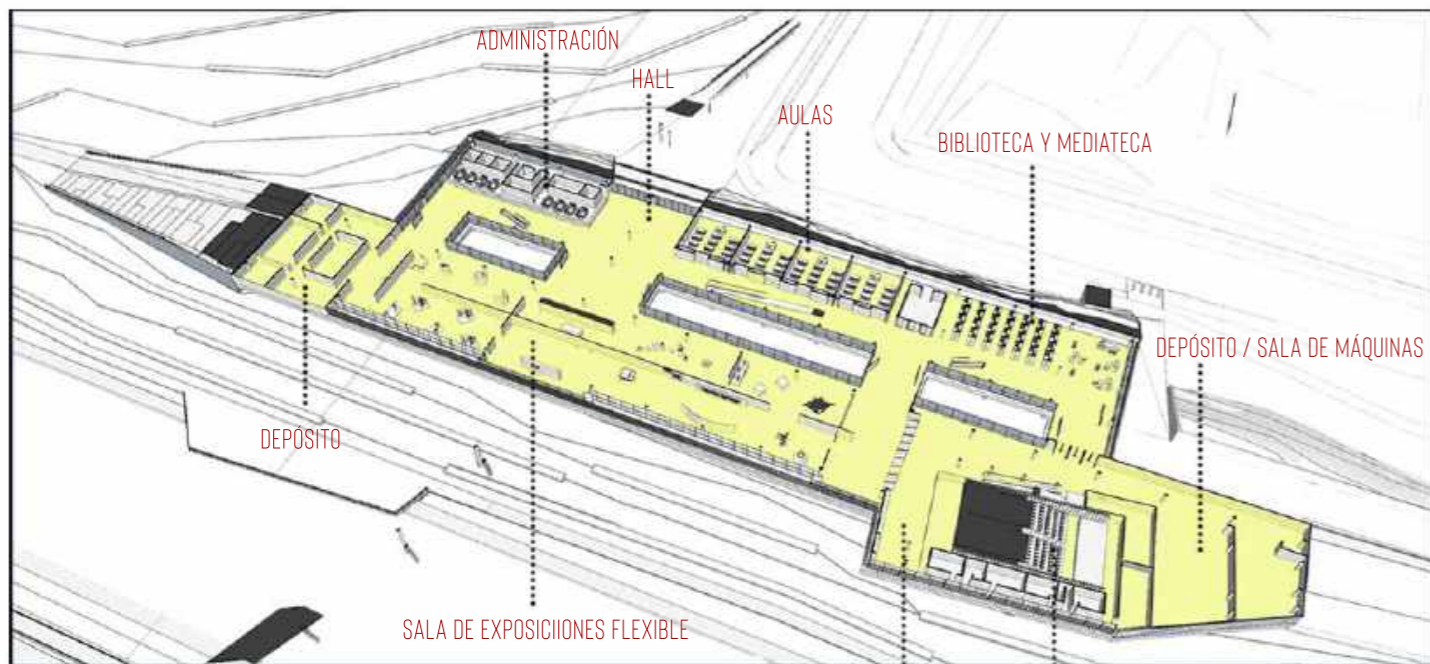 ADMINISTRACIÓN
HALL
AULAS
BIBLIOTECA Y MEDIATECA
DEPÓSITO / SALA DE MÁQUINAS
DEPÓSITO
SALA DE EXPOSICIIONES FLEXIBLE